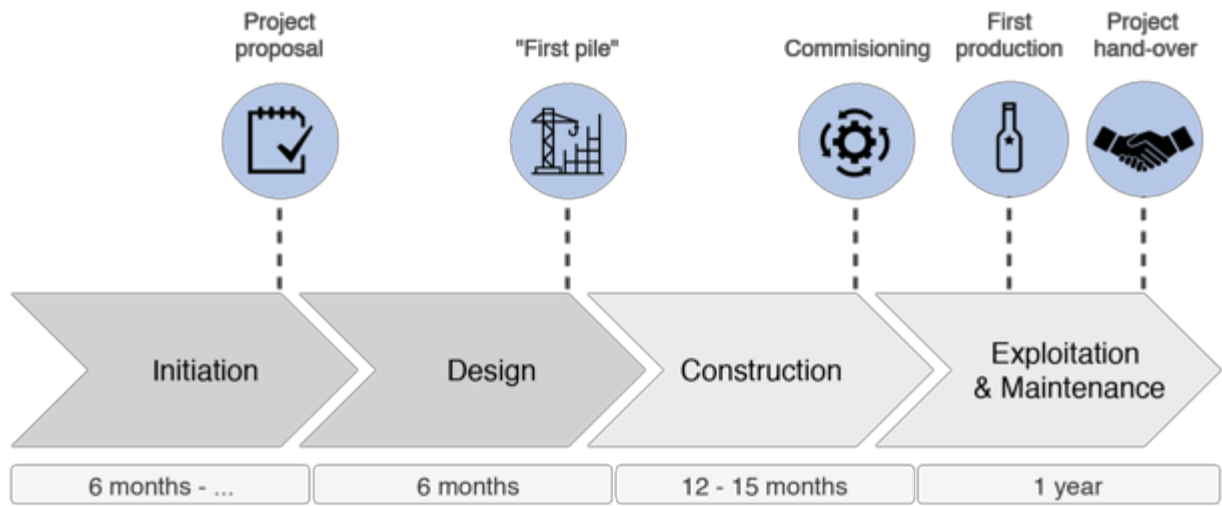 Project
proposal
"First pile"
Commisioning
First
production
Project
hand-over
Initiation
Design
Construction
Exploitation
& Maintenance
6 months - ...
6 months
12 - 15 months
1 year